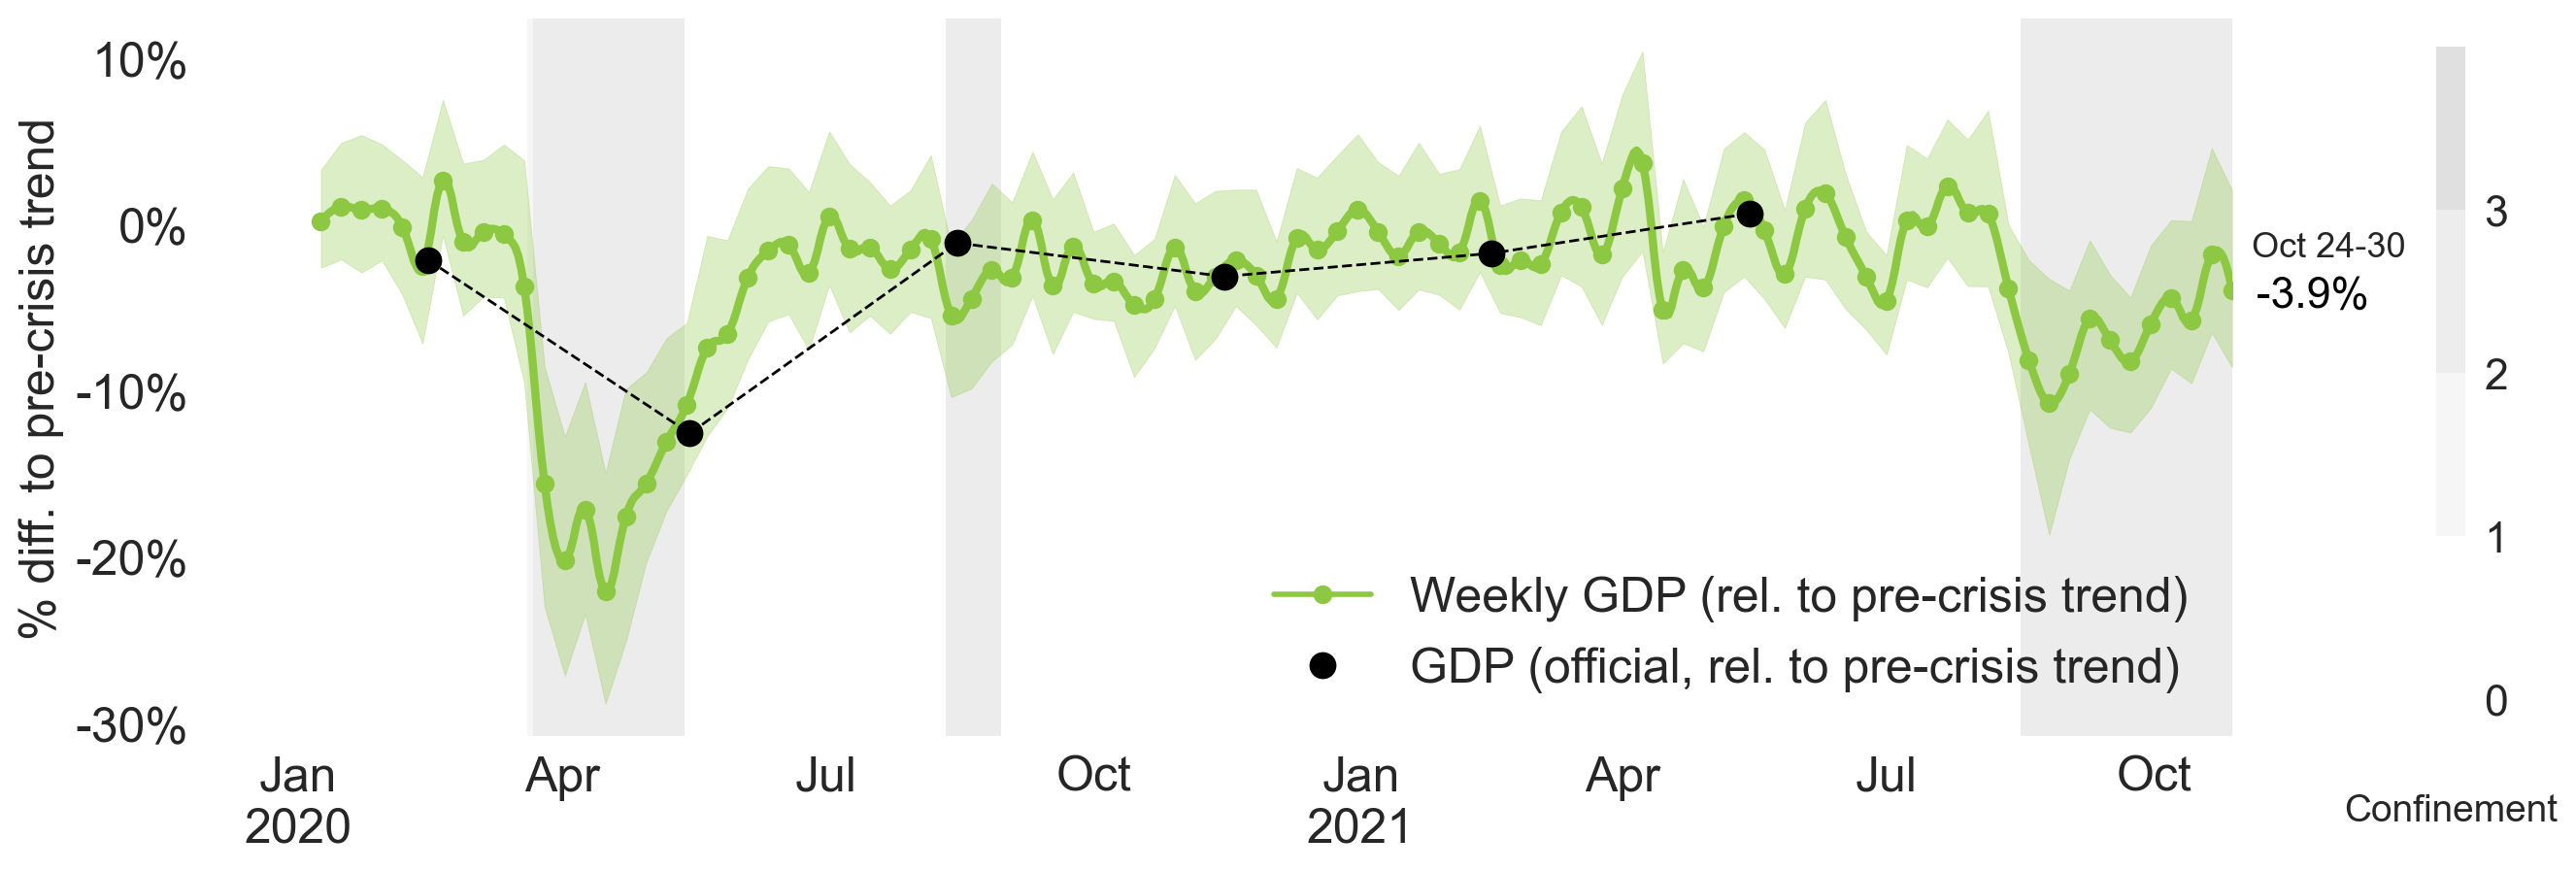 % diff. to pre-crisis trend
10%
0%
-10%
-20%
-30%
Jan
2020
Apr
Jul
Oct
Jan
2021
Apr
Jul
Oct
Weekly GDP (rel. to pre-crisis trend)
GDP (official, rel. to pre-crisis trend)
Oct 24-30
-3.9%
3
2
1
0
Confinement